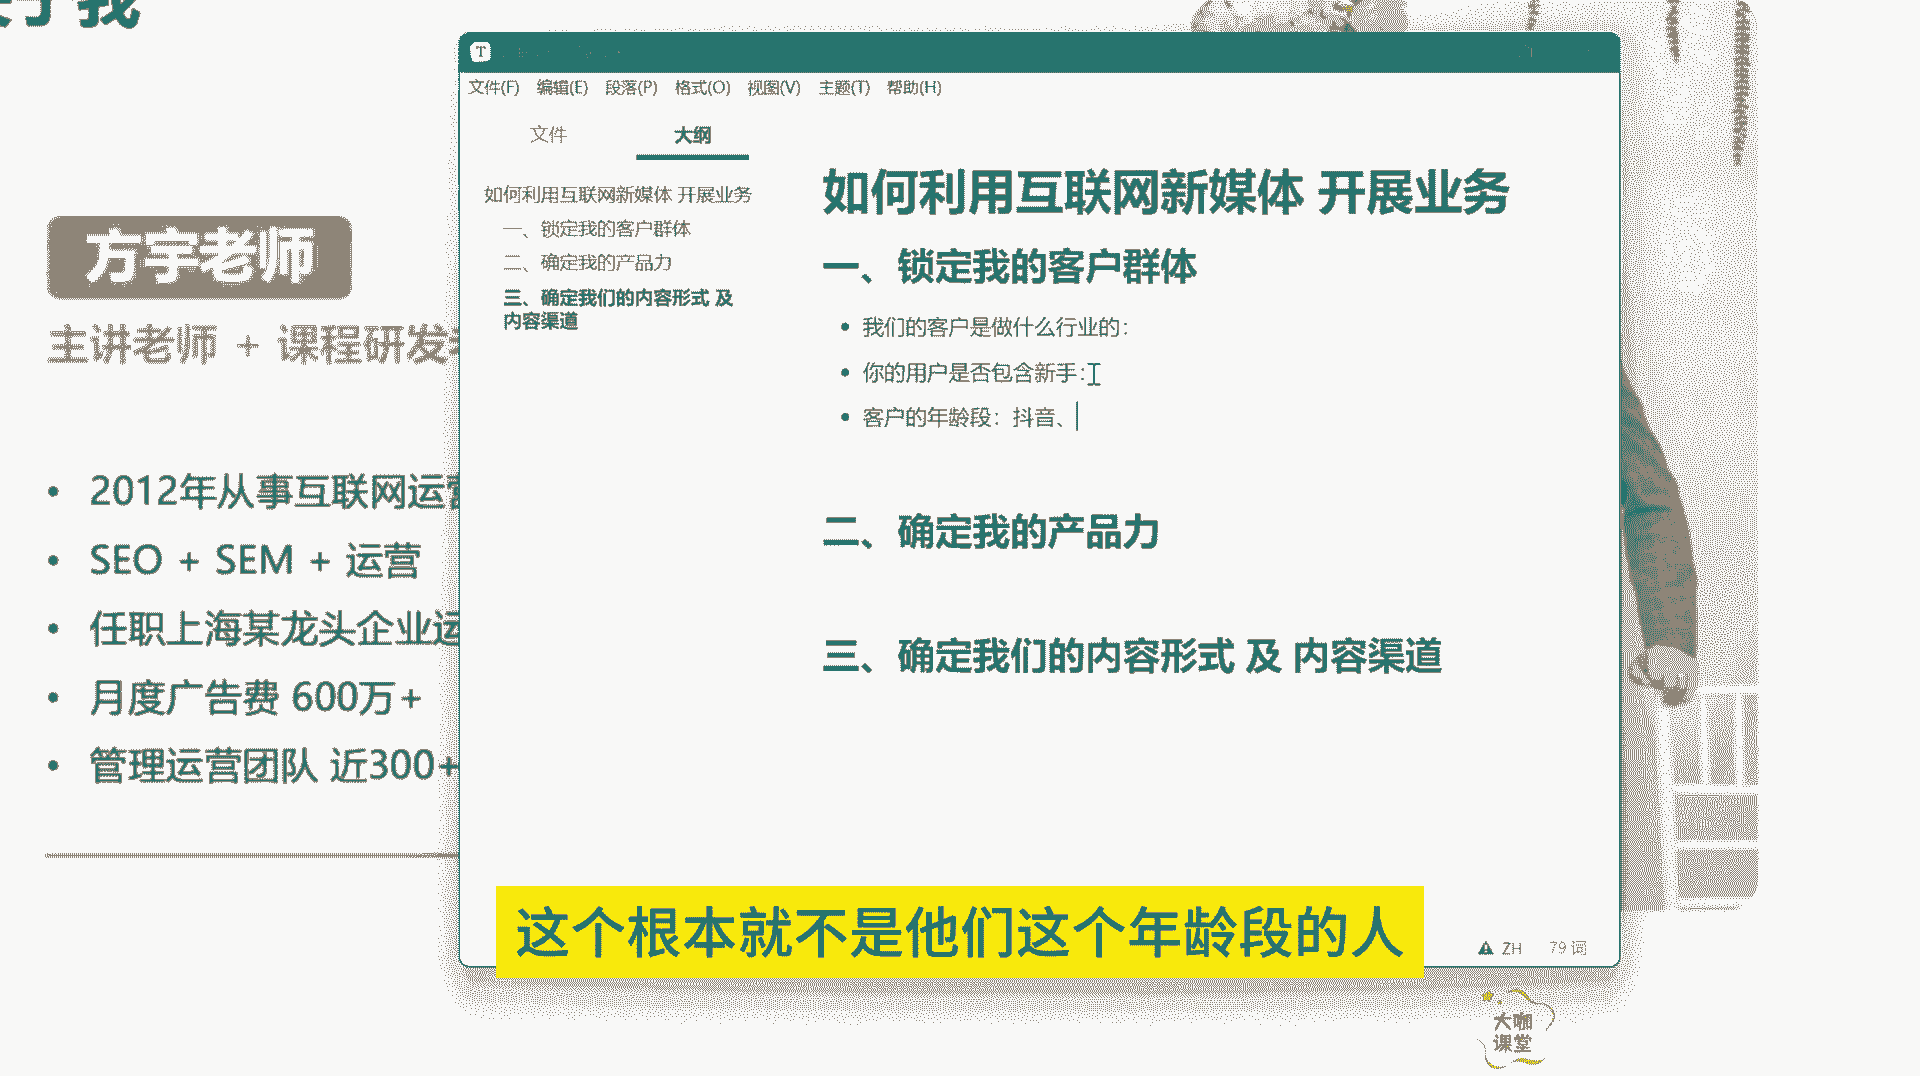 我
方宇老师
主讲老师 + 课程研发
2012年从事互联网运营
SEO + SEM + 运营
任职上海某龙头企业运
月度广告费 600万+
管理运营团队 近300+
T
文件(F) 编辑(E) 段落(P) 格式(O) 视图(V) 主题(T) 帮助(H)
文件 大纲
如何利用互联网新媒体 开展业务
一、锁定我的客户群体
二、确定我的产品力
三、确定我们的内容形式 及
内容渠道
如何利用互联网新媒体 开展业务
一、锁定我的客户群体
我们的客户是做什么行业的：
你的用户是否包含新手：
客户的年龄段：抖音、
二、确定我的产品力
三、确定我们的内容形式 及 内容渠道
ZH 79 词
这个根本就不是他们这个年龄段的人
大咖
课堂